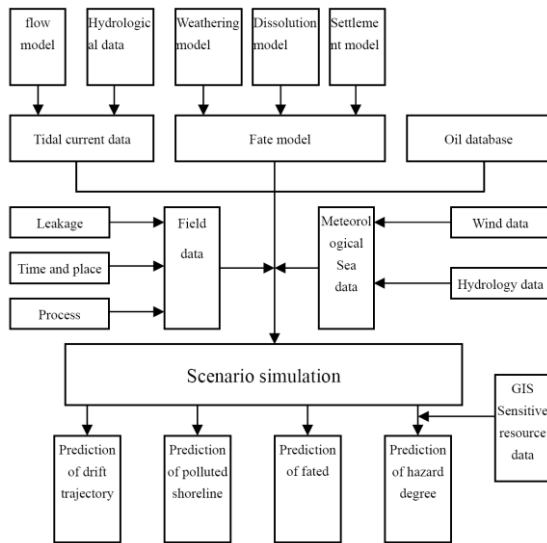 flow
model
Hydrologic
al data
Weathering
model
Dissolution
model
Settleme
nt model
Tidal current data
Fate model
Oil database
Leakage
Time and place
Process
Field
data
Meteorol
ogical
Sea
data
Wind data
Hydrology data
Scenario simulation
GIS
Sensitive
resource
data
Prediction
of drift
trajectory
Prediction
of polluted
shoreline
Prediction
of fated
Prediction
of hazard
degree